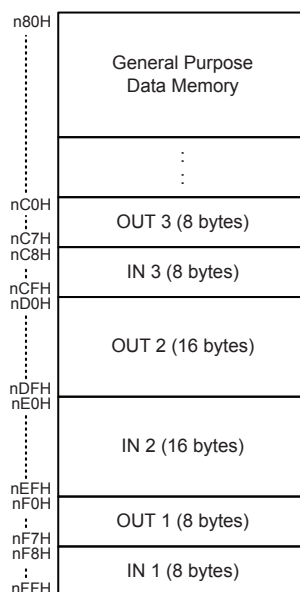 n80H
General Purpose
Data Memory
:
:
nC0H
OUT 3 (8 bytes)
nC7H
nC8H
IN 3 (8 bytes)
nCFH
nD0H
OUT 2 (16 bytes)
nDFH
nE0H
IN 2 (16 bytes)
nEFH
nF0H
OUT 1 (8 bytes)
nF7H
nF8H
IN 1 (8 bytes)
nFFH